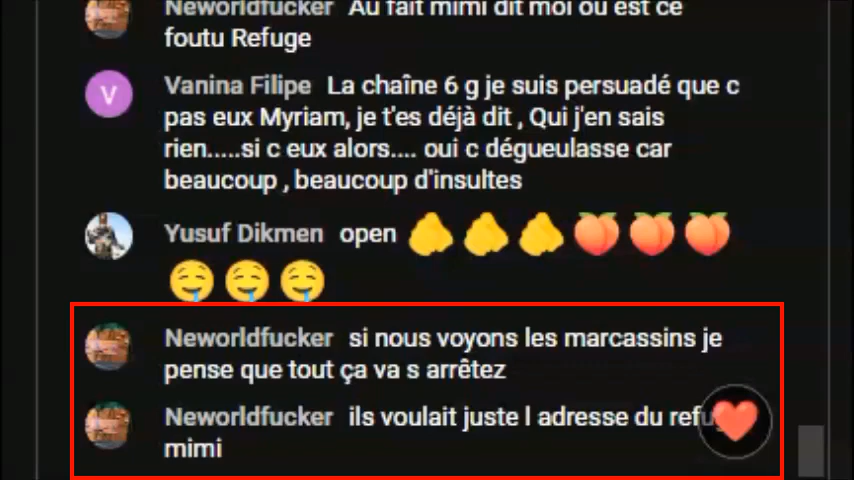 Neworldfucker Au fait mimi dit moi ou est ce
foutu Refuge
V
Vanina Filipe La chaîne 6 g je suis persuadé que c
pas eux Myriam, je t'es déjà dit , Qui j'en sais
rien.....si c eux alors.... oui c dégueulasse car
beaucoup , beaucoup d'insultes
Yusuf Dikmen open 🫵🫵🫵🍑🍑🍑
🤤🤤🤤
Neworldfucker si nous voyons les marcassins je
pense que tout ça va s arrêtez
Neworldfucker ils voulait juste l adresse du
mimi